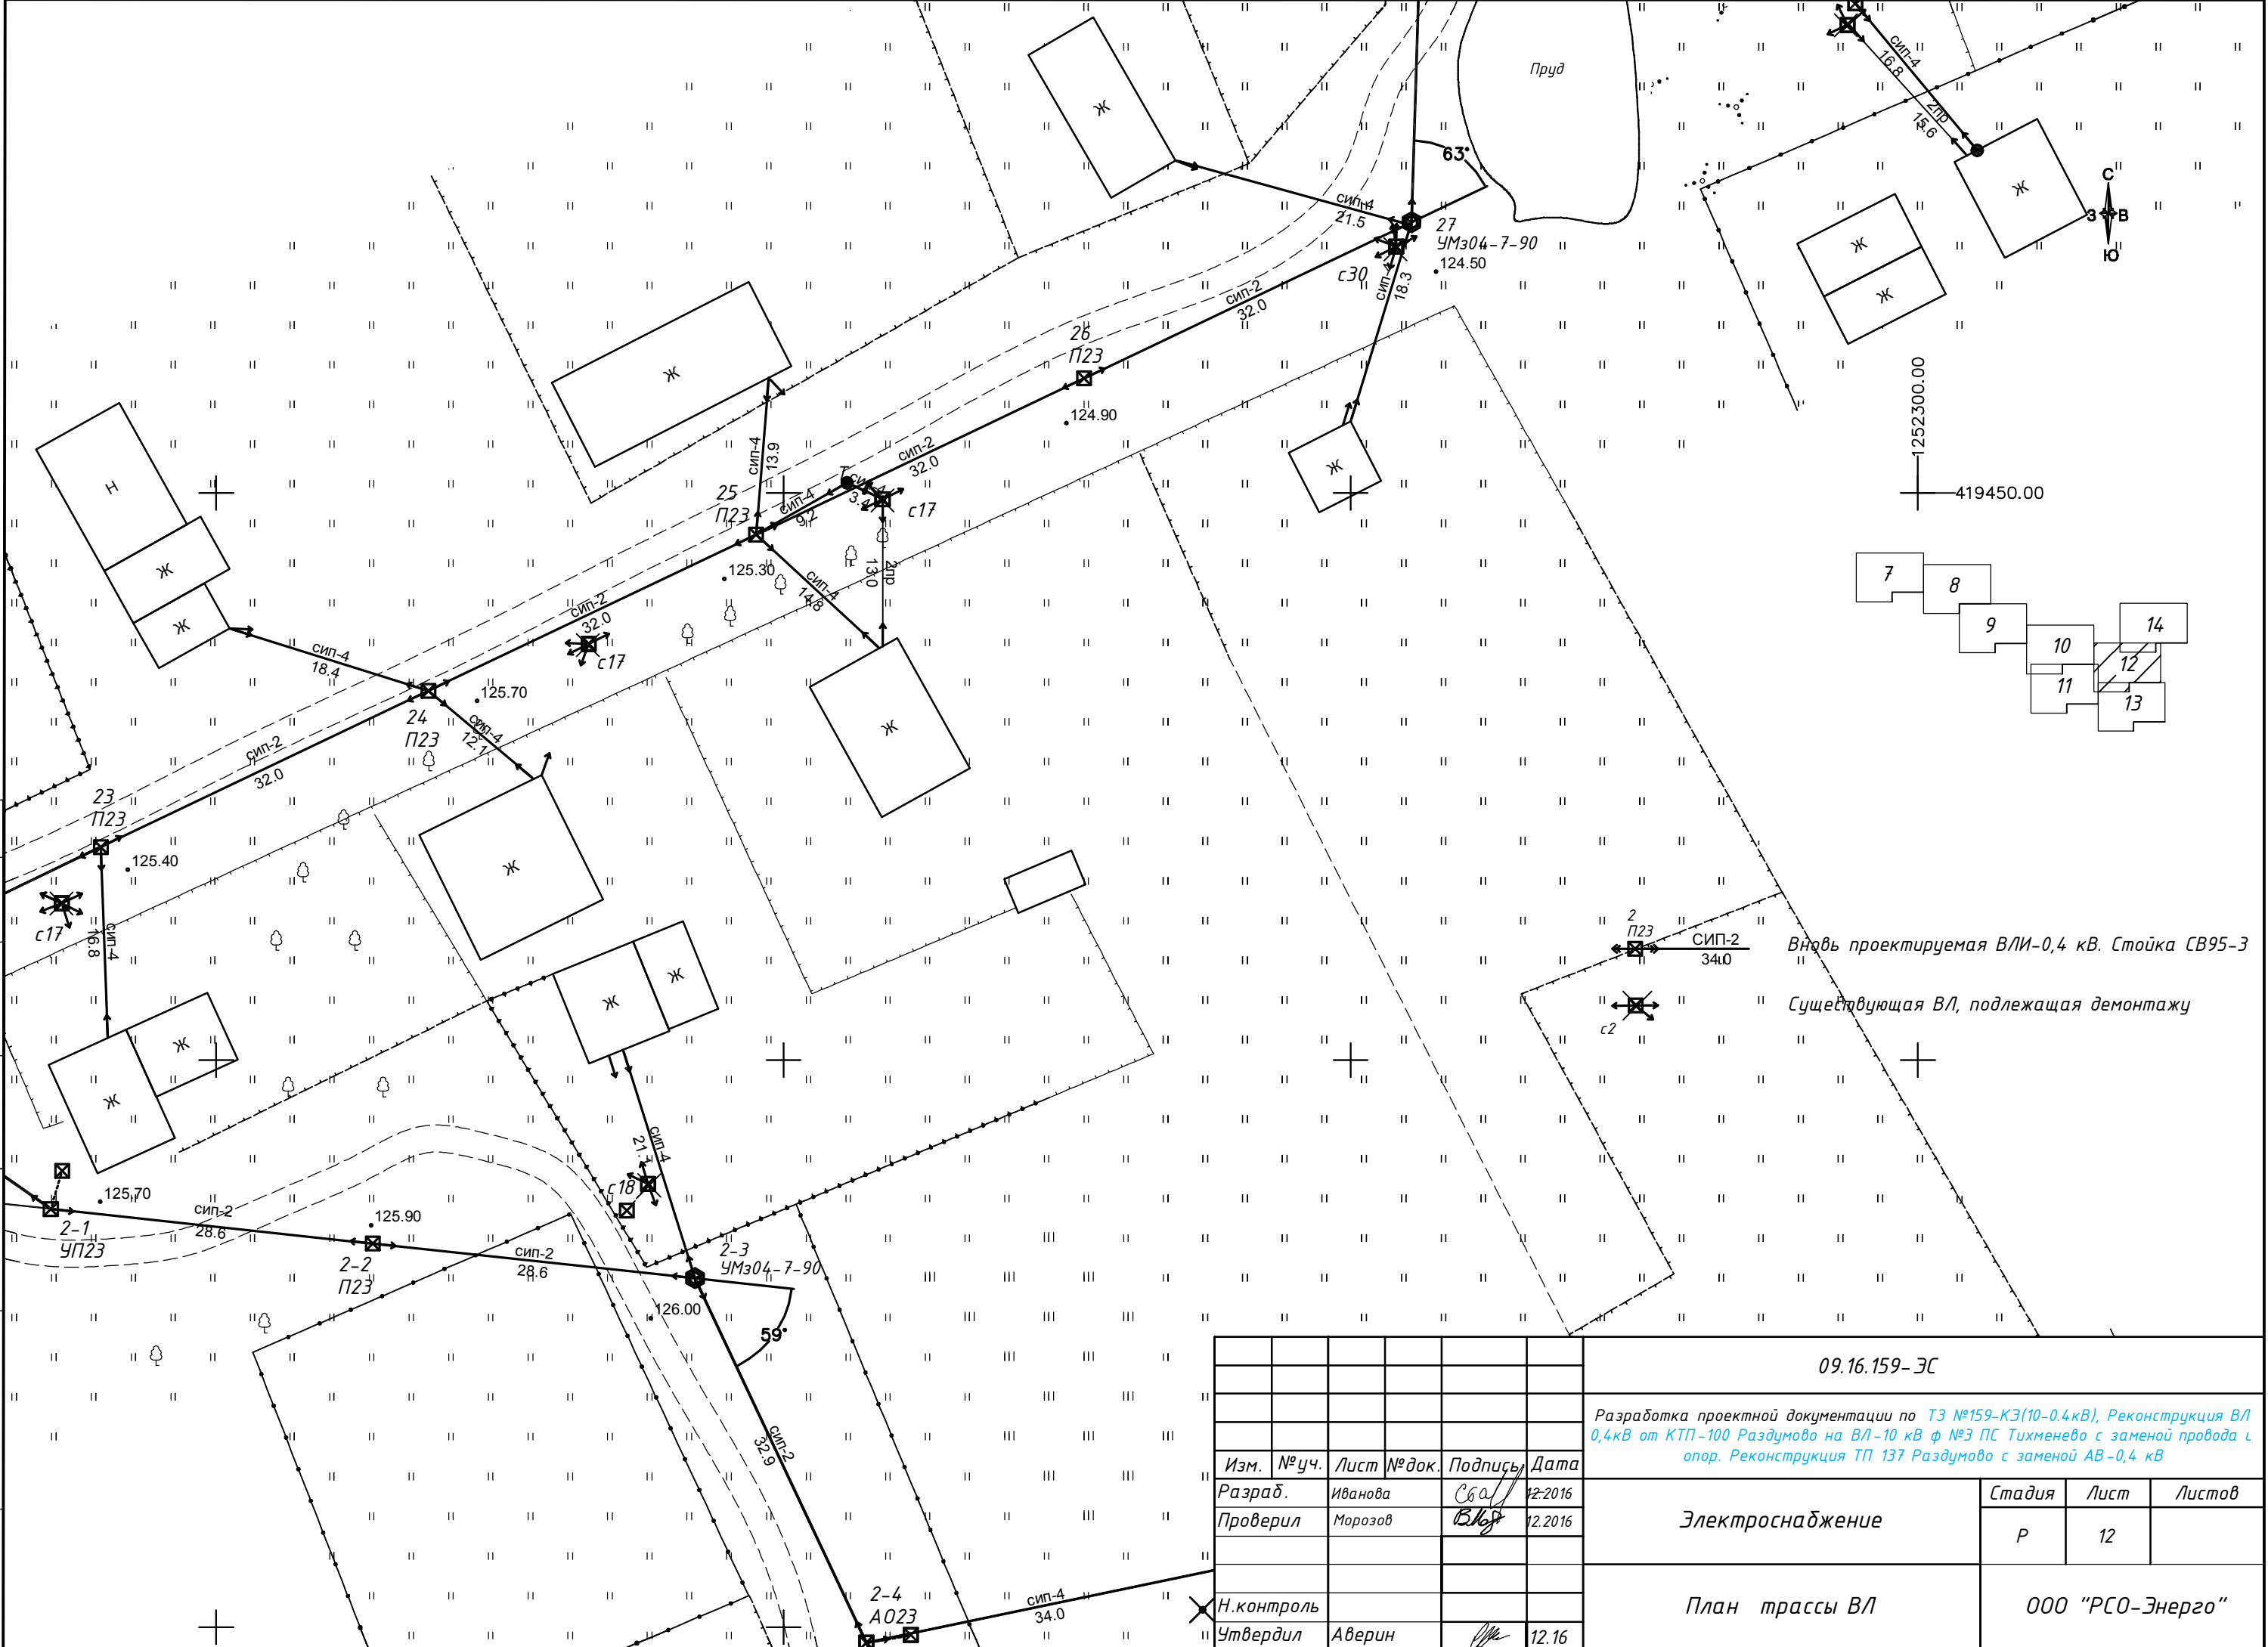 Пруд
сип-4
16.8
2пр
15.6
Ж
Ж
С
З В
Ю
63°
сип-4
21.5
27
УМз04-7-90
124.50
с30
сип-4
18.3
Ж
Ж
Ж
сип-2
32.0
26
П23
124.90
Ж
1252300.00
419450.00
Ж
сип-4
13.9
сип-2
32.0
Т
сип-4
9.2
3.4
с17
25
П23
125.30
2пр
13.0
сип-4
14.8
Н
Ж
Ж
сип-2
32.0
с17
сип-4
18.4
125.70
24
П23
сип-4
12.1
Ж
Ж
7
8
9
10
11
12
13
14
сип-2
32.0
23
П23
125.40
с17
сип-4
16.8
Ж
Ж
Ж
Ж
2
П23
СИП-2
34.0
Вновь проектируемая ВЛИ-0,4 кВ. Стойка СВ95-3
с2
Существующая ВЛ, подлежащая демонтажу
сип-4
с18
125.70
2-1
УП23
сип-2
28.6
125.90
2-2
П23
сип-2
28.6
2-3
УМз04-7-90
126.00
59°
сип-2
32.9
2-4
АО23
сип-4
34.0
09.16.159-ЭС
Разработка проектной документации по ТЗ №159-КЭ(10-0.4кВ), Реконструкция ВЛ
0,4кВ от КТП-100 Раздумово на ВЛ-10 кВ ф №3 ПС Тихменево с заменой провода и
опор. Реконструкция ТП 137 Раздумово с заменой АВ-0,4 кВ
Изм. №уч. Лист №док. Подпись Дата
Разраб. Иванова 12.2016
Проверил Морозов 12.2016
Н.контроль
Утвердил Аверин 12.16
Электроснабжение
Стадия Лист Листов
Р 12
План трассы ВЛ
ООО "РСО-Энерго"